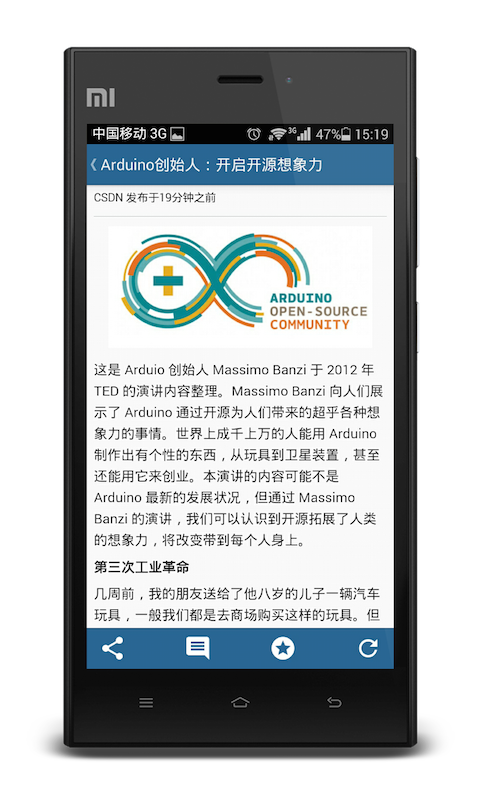 MI
中国移动 3G 3G 47% 15:19
《 Arduino创始人：开启开源想象力
CSDN 发布于19分钟之前
ARDUINO
OPEN-SOURCE
COMMUNITY
这是 Arduio 创始人 Massimo Banzi 于 2012 年
TED 的演讲内容整理。Massimo Banzi 向人们展
示了 Arduino 通过开源为人们带来的超乎各种想
象力的事情。世界上成千上万的人能用 Arduino
制作出有个性的东西，从玩具到卫星装置，甚至
还能用它来创业。本演讲的内容可能不是
Arduino 最新的发展状况，但通过 Massimo
Banzi 的演讲，我们可以认识到开源拓展了人类
的想象力，将改变带到每个人身上。
第三次工业革命
几周前，我的朋友送给了他八岁的儿子一辆汽车
玩具，一般我们都是去商场购买这样的玩具。但